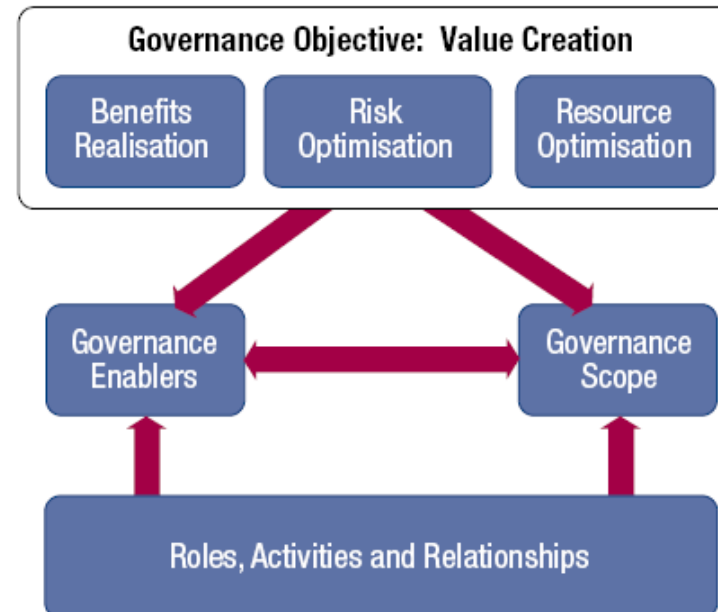 Governance Objective: Value Creation
Benefits
Realisation
Risk
Optimisation
Resource
Optimisation
Governance
Enablers
Governance
Scope
Roles, Activities and Relationships